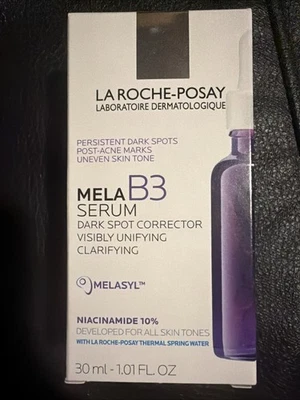 LA ROCHE-POSAY
LABORATOIRE DERMATOLOGIQUE
PERSISTENT DARK SPOTS
POST-ACNE MARKS
UNEVEN SKIN TONE
MELA B3
SERUM
DARK SPOT CORRECTOR
VISIBLY UNIFYING
CLARIFYING
MELASYL™
NIACINAMIDE 10%
DEVELOPED FOR ALL SKIN TONES
WITH LA ROCHE-POSAY THERMAL SPRING WATER
30 ml - 1.01 FL. OZ